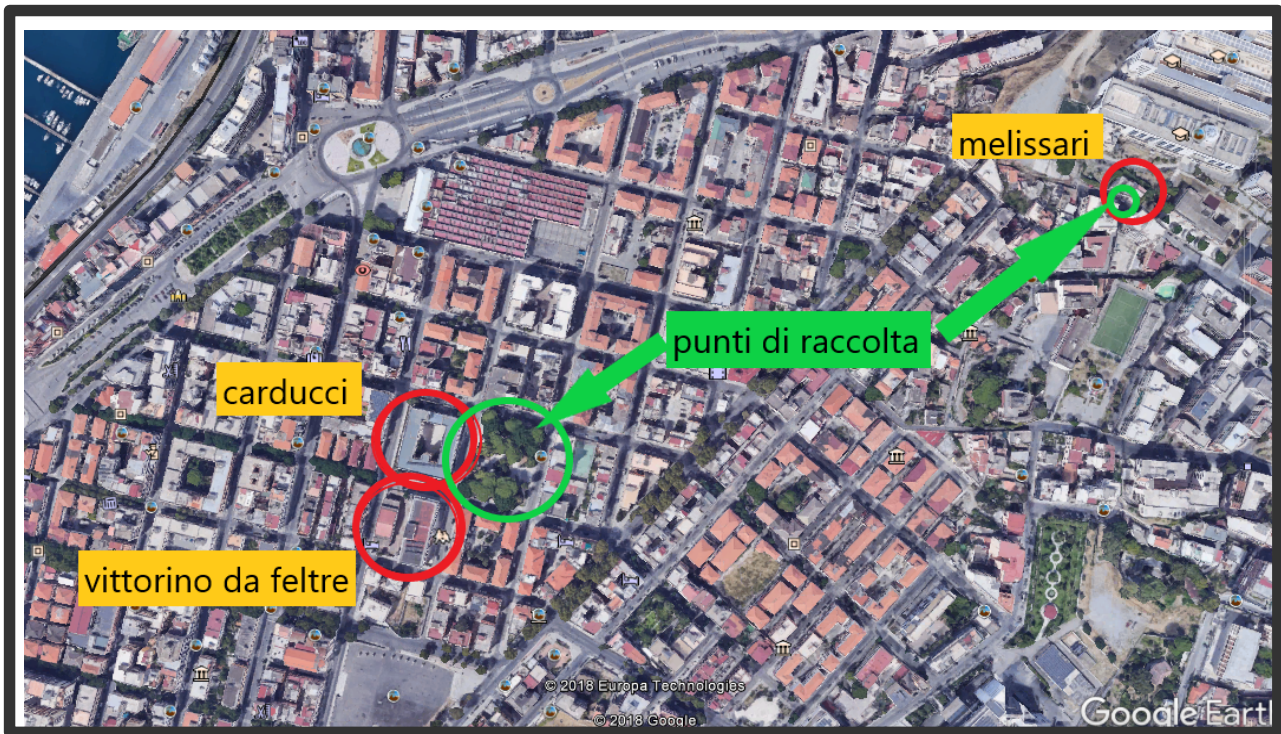 melissari
punti di raccolta
carducci
vittorino da feltre
© 2018 Europa Technologies
© 2018 Google
Google Earth